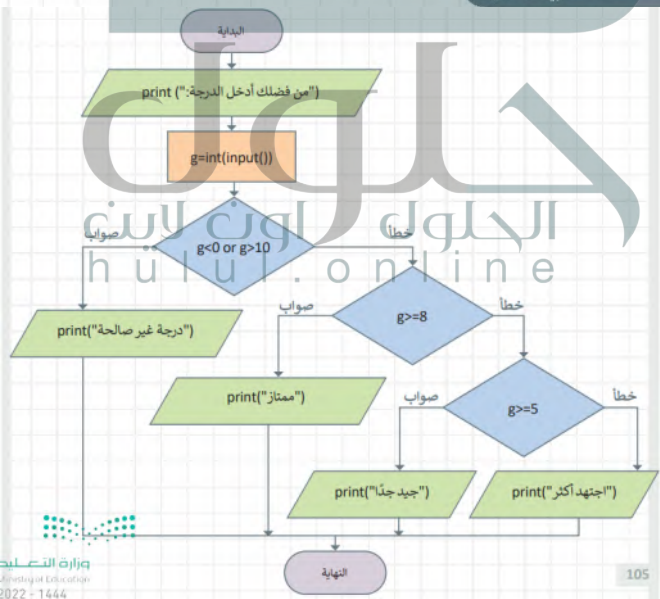 البداية
print ("من فضلك أدخل الدرجة:")
g=int(input())
حلول
الحلول اون لاين
hulul.online
صواب
g<0 or g>10
خطأ
print("درجة غير صالحة")
صواب
g>=8
خطأ
print("ممتاز")
صواب
g>=5
خطأ
print("جيد جدًا")
print("اجتهد أكثر")
وزارة التعليم
Ministry of Education
2022 - 1444
النهاية
105